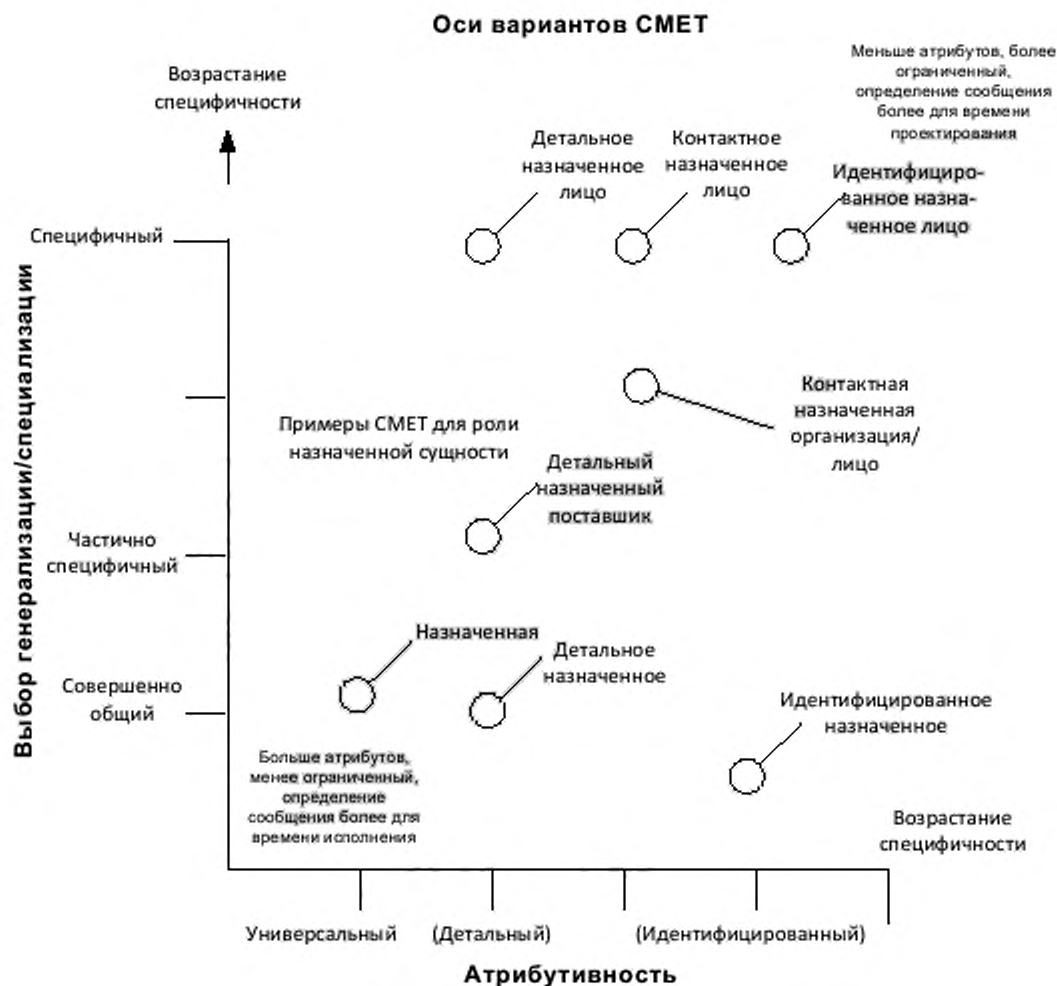 Оси вариантов СМЕТ
Меньше атрибутов, более
ограниченный,
определение сообщения
более для времени
проектирования
Возрастание
специфичности
Детальное
назначенное
лицо
Контактное
назначенное
лицо
Идентифициро-
ванное назна-
ченное лицо
Специфичный
Выбор генерализации/специализации
Контактная
назначенная
организация/
лицо
Примеры СМЕТ для роли
назначенной сущности
Детальный
назначенный
поставшик
Частично
специфичный
Назначенная
Детальное
назначенное
Совершенно
общий
Идентифицированное
назначенное
Больше атрибутов,
менее ограниченный,
определение
сообщения более для
времени исполнения
Возрастание
специфичности
Универсальный
(Детальный)
(Идентифицированный)
Атрибутивность